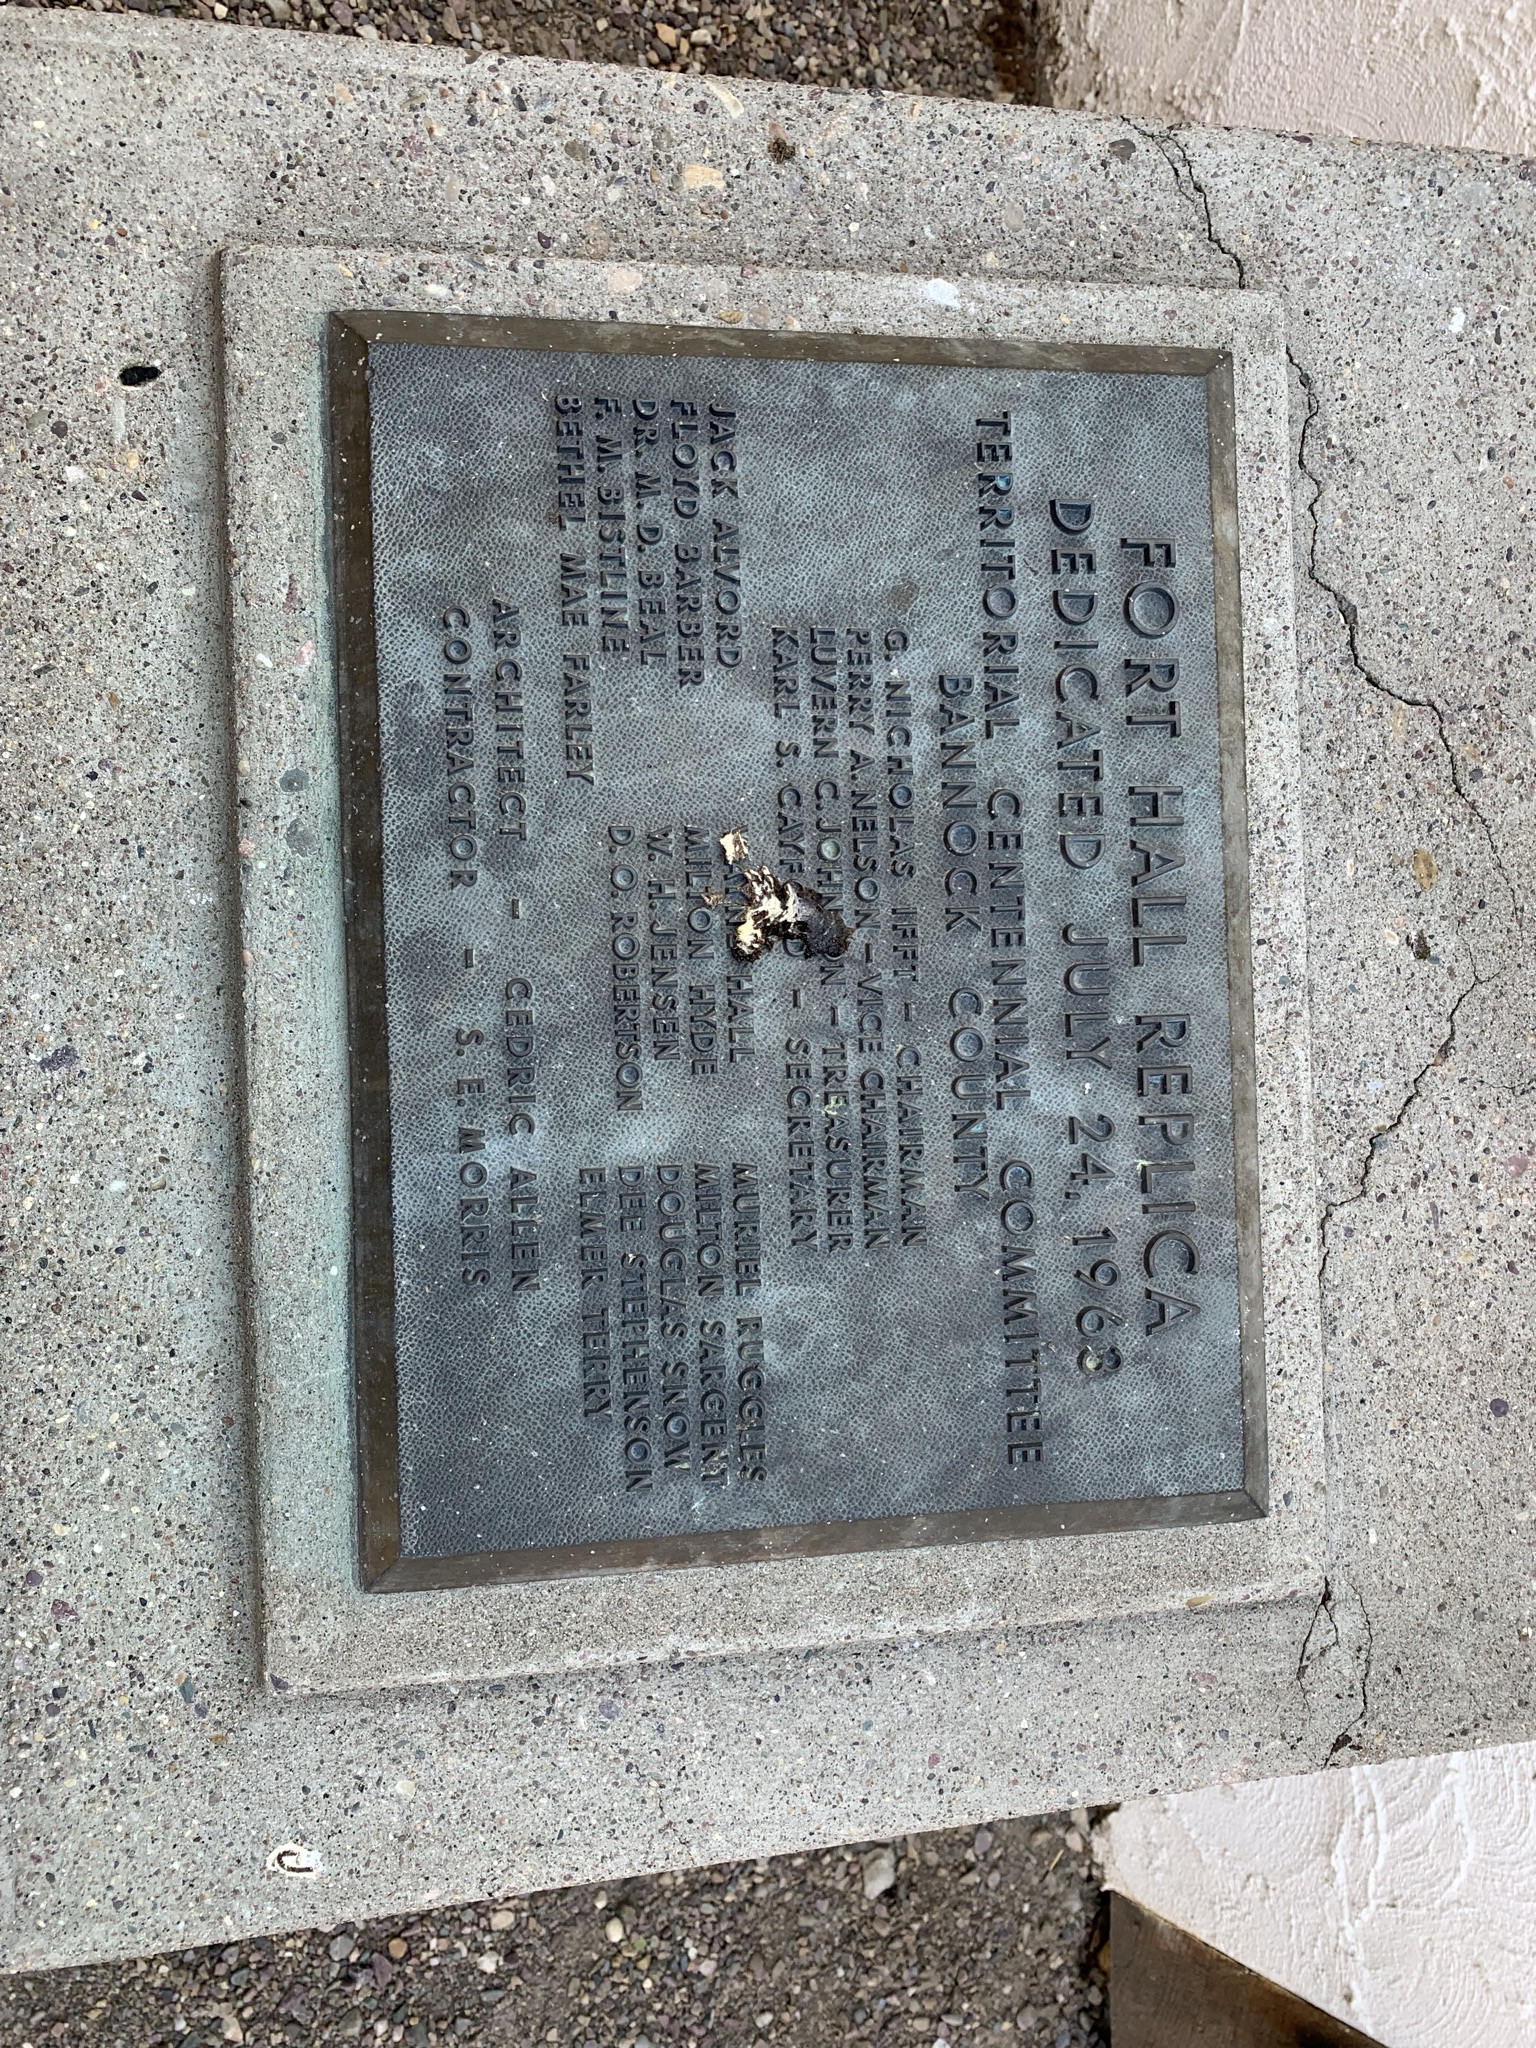 FORT HALL REPLICA
DEDICATED JULY 24, 1963
TERRITORIAL CENTENNIAL COMMITTEE
BANNOCK COUNTY
G. NICHOLAS IFFT – CHAIRMAN
PERRY A. NELSON – VICE CHAIRMAN
LUVERN C. JOHNSON – TREASURER
KARL S. – SECRETARY
JACK ALVORD
FLOYD BARBER
DR. M. D. BEAL
F. M. BISTLINE
BETHEL MAE FARLEY
HALL
MILTON HYDE
W. H. JENSEN
D. O. ROBERTSON
MURIEL RUGGLES
MILTON SARGENT
DOUGLAS SNOW
DEE STEPHENSON
ELMER TERRY
ARCHITECT – CEDRIC ALLEN
CONTRACTOR – S. E. MORRIS